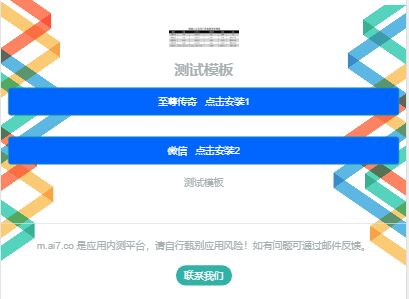 测试模板
至尊传奇 点击安装1
微信 点击安装2
测试模板
m.ai7.co 是应用内测平台，请自行甄别应用风险！如有问题可通过邮件反馈。
联系我们